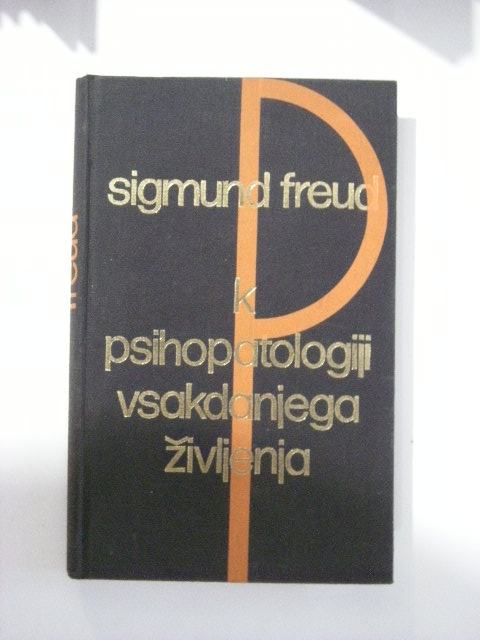 sigmund freud
k
psihopatologiji
vsakdanjega
življenja
freud